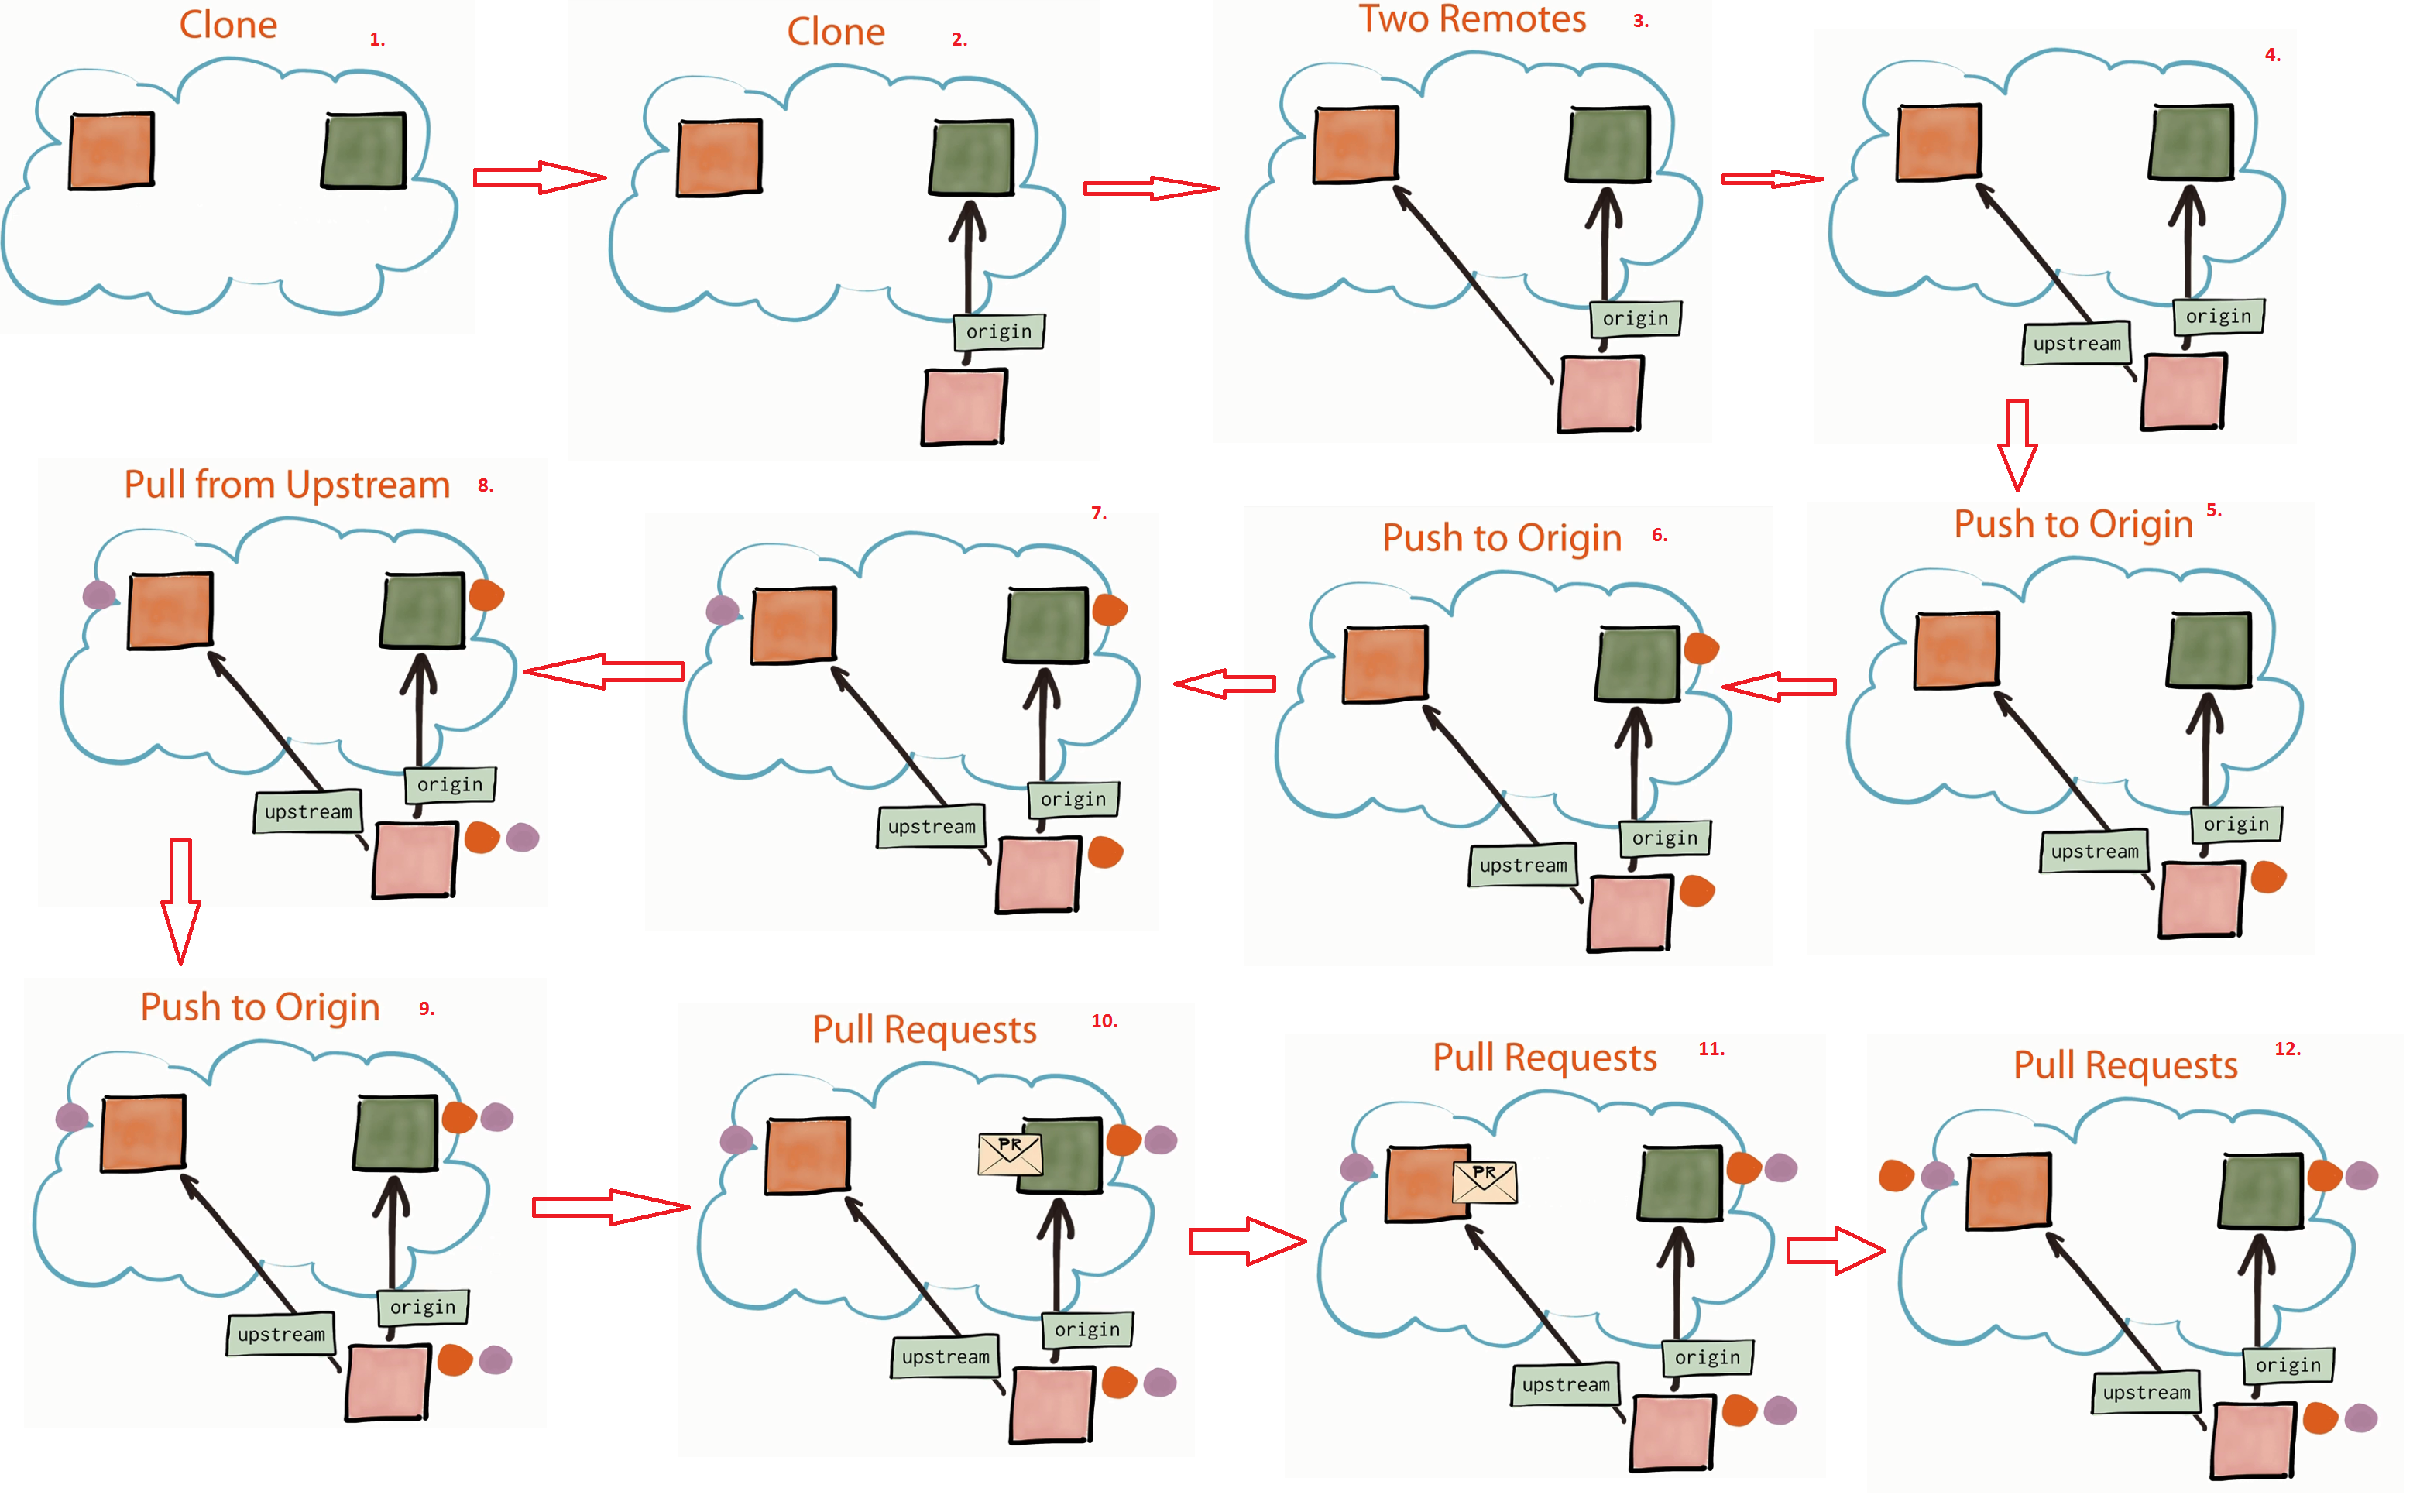 Clone 1.
Clone 2.
origin
Two Remotes 3.
origin
4.
origin
upstream
Push to Origin 5.
origin
upstream
Push to Origin 6.
origin
upstream
7.
origin
upstream
Pull from Upstream 8.
origin
upstream
Push to Origin 9.
origin
upstream
Pull Requests 10.
PR
origin
upstream
Pull Requests 11.
PR
origin
upstream
Pull Requests 12.
origin
upstream